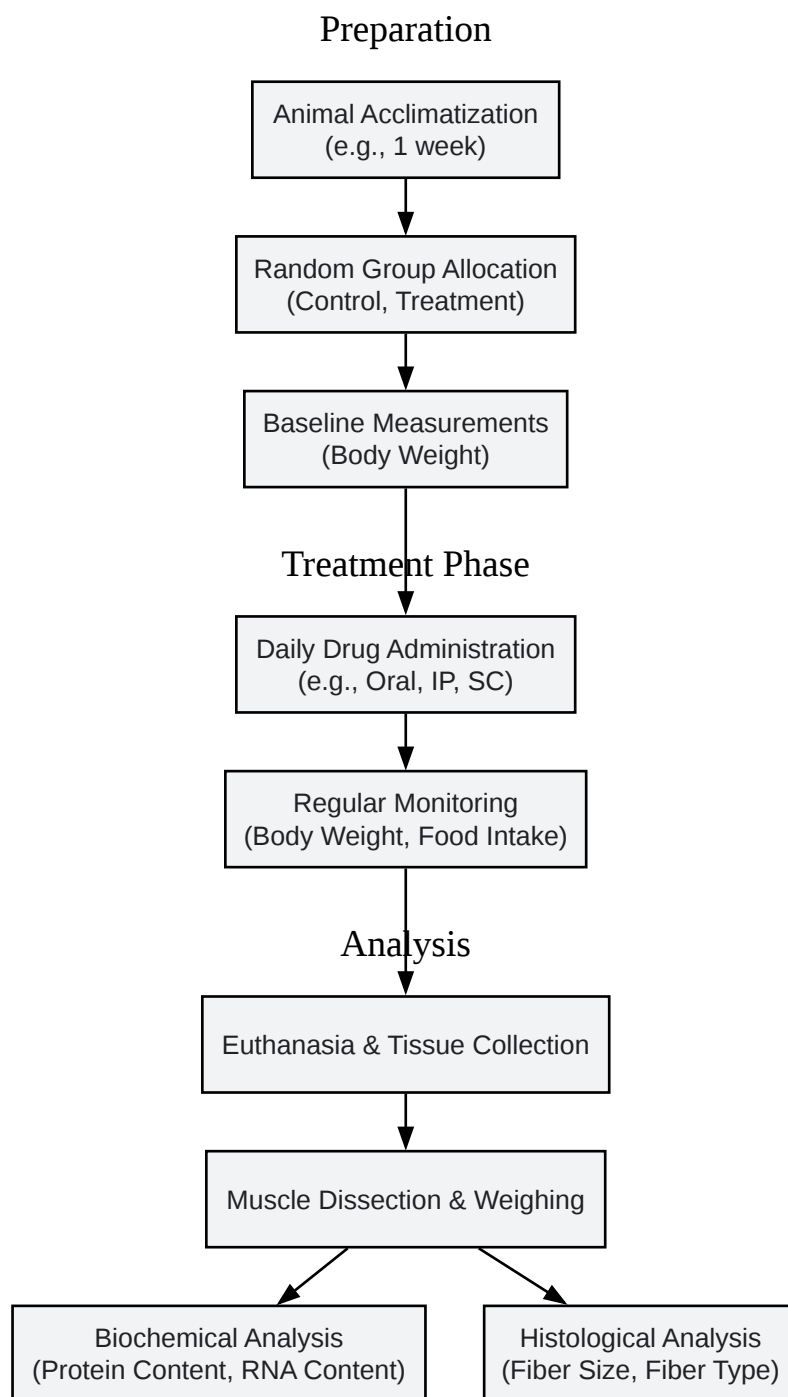 Preparation
Animal Acclimatization
(e.g., 1 week)
Random Group Allocation
(Control, Treatment)
Baseline Measurements
(Body Weight)
Treatment Phase
Daily Drug Administration
(e.g., Oral, IP, SC)
Regular Monitoring
(Body Weight, Food Intake)
Analysis
Euthanasia & Tissue Collection
Muscle Dissection & Weighing
Biochemical Analysis
(Protein Content, RNA Content)
Histological Analysis
(Fiber Size, Fiber Type)